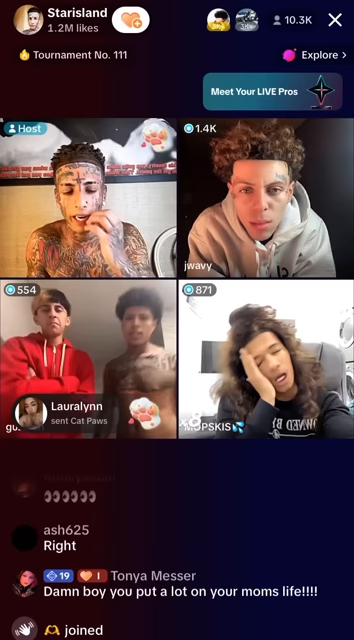 Starisland
1.2M likes
10.3K
Tournament No. 111
Explore >
Meet Your LIVE Pros
Host
1.4K
jwavy
554
871
Lauralynn
sent Cat Paws
x8
ash625
Right
19
1
Tonya Messer
Damn boy you put a lot on your moms life!!!!
joined